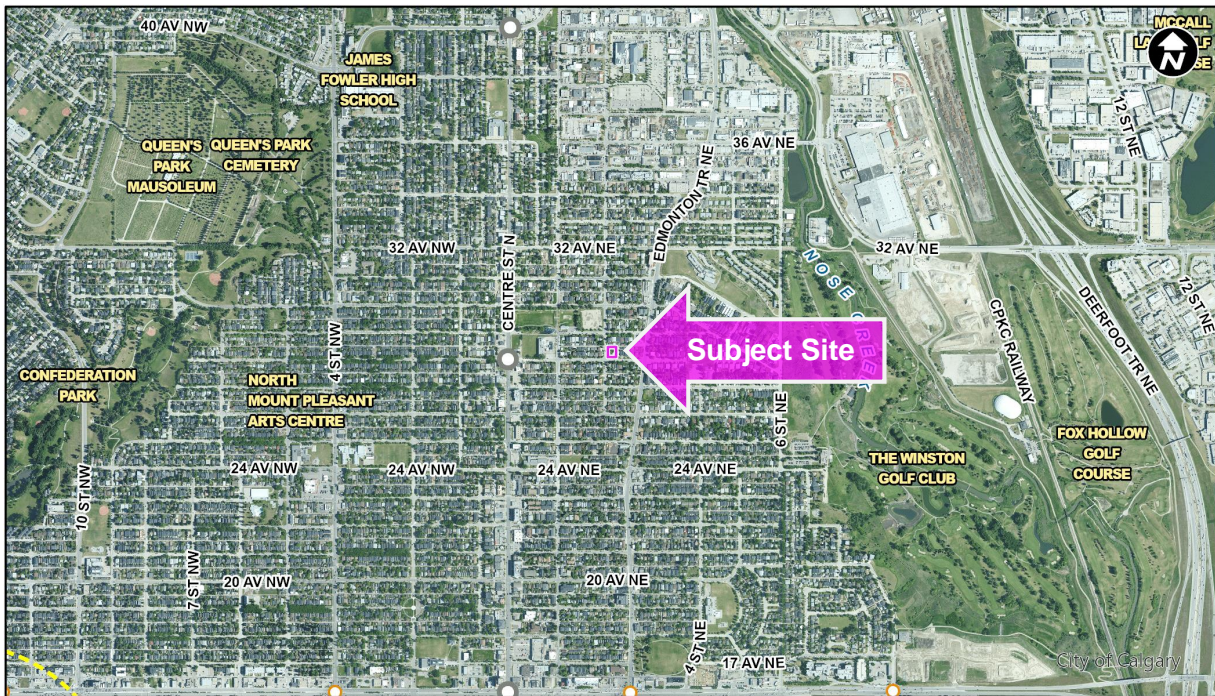 40 AV NW
MCCALL
LA
LF
SE
N
JAMES
FOWLER HIGH
SCHOOL
12 ST NE
36 AV NE
QUEEN'S
PARK
MAUSOLEUM
QUEEN'S PARK
CEMETERY
EDMONTON TR NE
32 AV NW
32 AV NE
32 AV NE
NOSE CREEK
12 ST NE
CENTRE ST N
DEERFOOT TR NE
CPKC RAILWAY
4 ST NW
Subject Site
CONFEDERATION
PARK
NORTH
MOUNT PLEASANT
ARTS CENTRE
6 ST NE
FOX HOLLOW
GOLF
COURSE
THE WINSTON
GOLF CLUB
24 AV NW
24 AV NW
24 AV NE
24 AV NE
10 ST NW
7 ST NW
20 AV NW
20 AV NE
4 ST NE
17 AV NE
City of Calgary